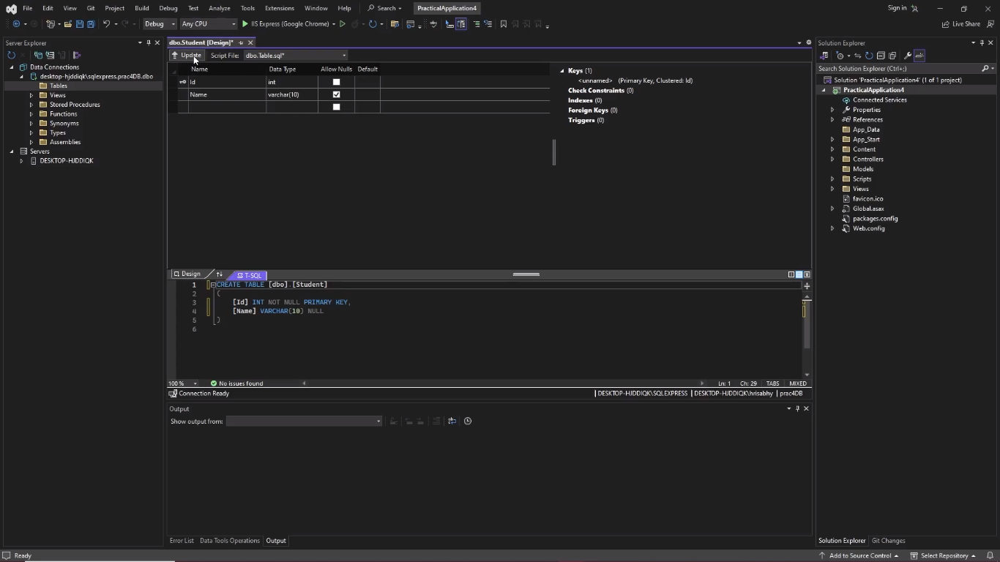 File Edit View Git Project Build Debug Test Analyze Tools Extensions Window Help Search PracticalApplication4 Sign in
Debug Any CPU IIS Express (Google Chrome) Live Share
Server Explorer
Data Connections
desktop-hjddiqk\sqlexpress.prac4DB.dbo
Tables
Views
Stored Procedures
Functions
Synonyms
Types
Assemblies
Servers
DESKTOP-HJDDIQK
dbo.Student [Design]*
Update Script File: dbo.Table.sql*
Name Data Type Allow Nulls Default
Id int
Name varchar(10)
Keys (1)
<unnamed> (Primary Key, Clustered: Id)
Check Constraints (0)
Indexes (0)
Foreign Keys (0)
Triggers (0)
Design T-SQL
1 CREATE TABLE [dbo].[Student]
2 (
3 [Id] INT NOT NULL PRIMARY KEY,
4 [Name] VARCHAR(10) NULL
5 )
6
100 % No issues found Ln: 1 Ch: 29 TABS MIXED
Connection Ready DESKTOP-HJDDIQK\SQLEXPRESS DESKTOP-HJDDIQK\hrisabhy prac4DB
Output
Show output from:
Error List Data Tools Operations Output
Solution Explorer
Search Solution Explorer (Ctrl+;)
Solution 'PracticalApplication4' (1 of 1 project)
PracticalApplication4
Connected Services
Properties
References
App_Data
App_Start
Content
Controllers
Models
Scripts
Views
favicon.ico
Global.asax
packages.config
Web.config
Solution Explorer Git Changes
Ready Add to Source Control Select Repository